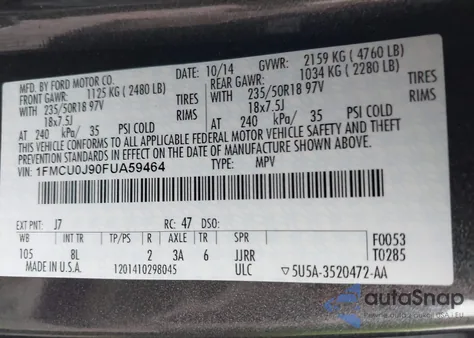 MFD. BY FORD MOTOR CO.
DATE: 10/14 GVWR: 2159 KG (4760 LB)
FRONT GAWR: 1125 KG (2480 LB) REAR GAWR: 1034 KG (2280 LB)
WITH 235/50R18 97V TIRES WITH 235/50R18 97V TIRES
18x7.5J RIMS 18x7.5J RIMS
AT 240 kPa/ 35 PSI COLD AT 240 kPa/ 35 PSI COLD
THIS VEHICLE CONFORMS TO ALL APPLICABLE FEDERAL MOTOR VEHICLE SAFETY, BUMPER, AND THEFT PREVENTION STANDARDS IN EFFECT ON THE DATE OF MANUFACTURE SHOWN ABOVE.
VIN: 1FMCU0J90FUA59464 TYPE: MPV
EXT PNT: J7 RC: 47 DSO:
WB INT TR TP/PS R AXLE TR SPR F0053
105 8L 2 3A 6 JJRR T0285
MADE IN U.S.A. 1201410298045 ULC 5U5A-3520472-AA
autoSnap